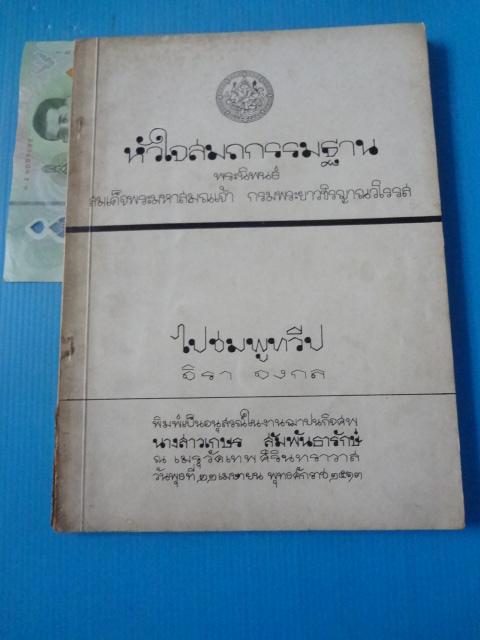 หัวใจสมถกรรมฐาน
พระนิพนธ์
สมเด็จพระมหาสมณเจ้า กรมพระยาวชิรญาณวโรรส
ไปชมพูทวีป
จิรา จงกล
พิมพ์เป็นอนุสรณ์ในงานฌาปนกิจศพ
นางสาวเกษร สัมพันธารักษ์
ณ เมรุวัดเทพศิรินทราวาส
วันพุธที่ ๒๒ เมษายน พุทธศักราช ๒๕๑๓